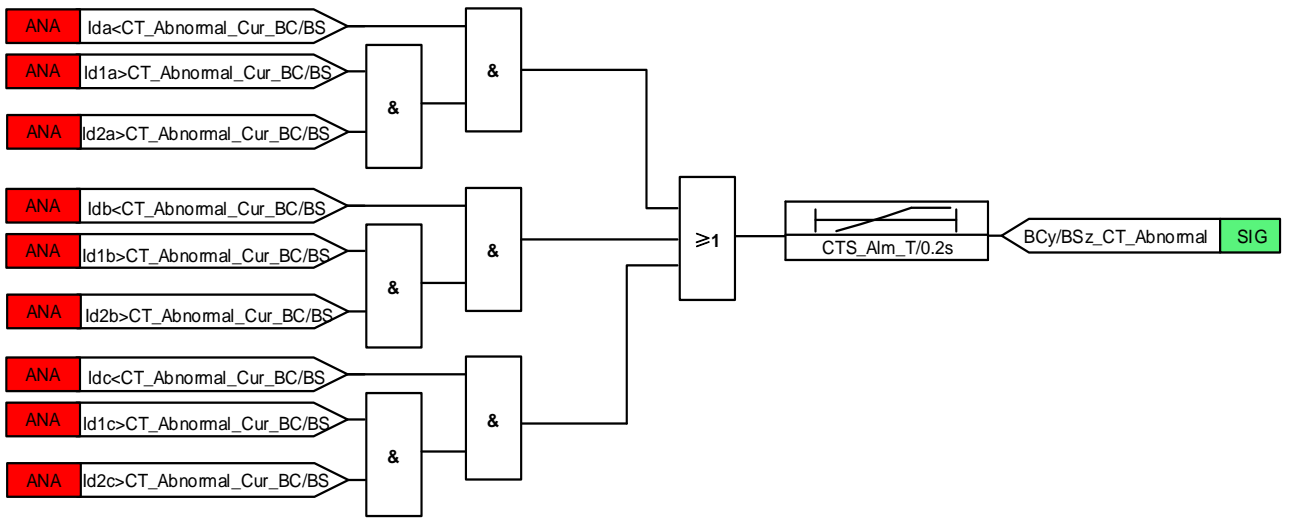 ANA Ida<CT_Abnormal_Cur_BC/BS
&
ANA Id1a>CT_Abnormal_Cur_BC/BS
&
ANA Id2a>CT_Abnormal_Cur_BC/BS
ANA Idb<CT_Abnormal_Cur_BC/BS
&
ANA Id1b>CT_Abnormal_Cur_BC/BS
&
ANA Id2b>CT_Abnormal_Cur_BC/BS
ANA Idc<CT_Abnormal_Cur_BC/BS
&
ANA Id1c>CT_Abnormal_Cur_BC/BS
&
ANA Id2c>CT_Abnormal_Cur_BC/BS
⩾1
CTS_Alm_T/0.2s
BCy/BSz_CT_Abnormal SIG